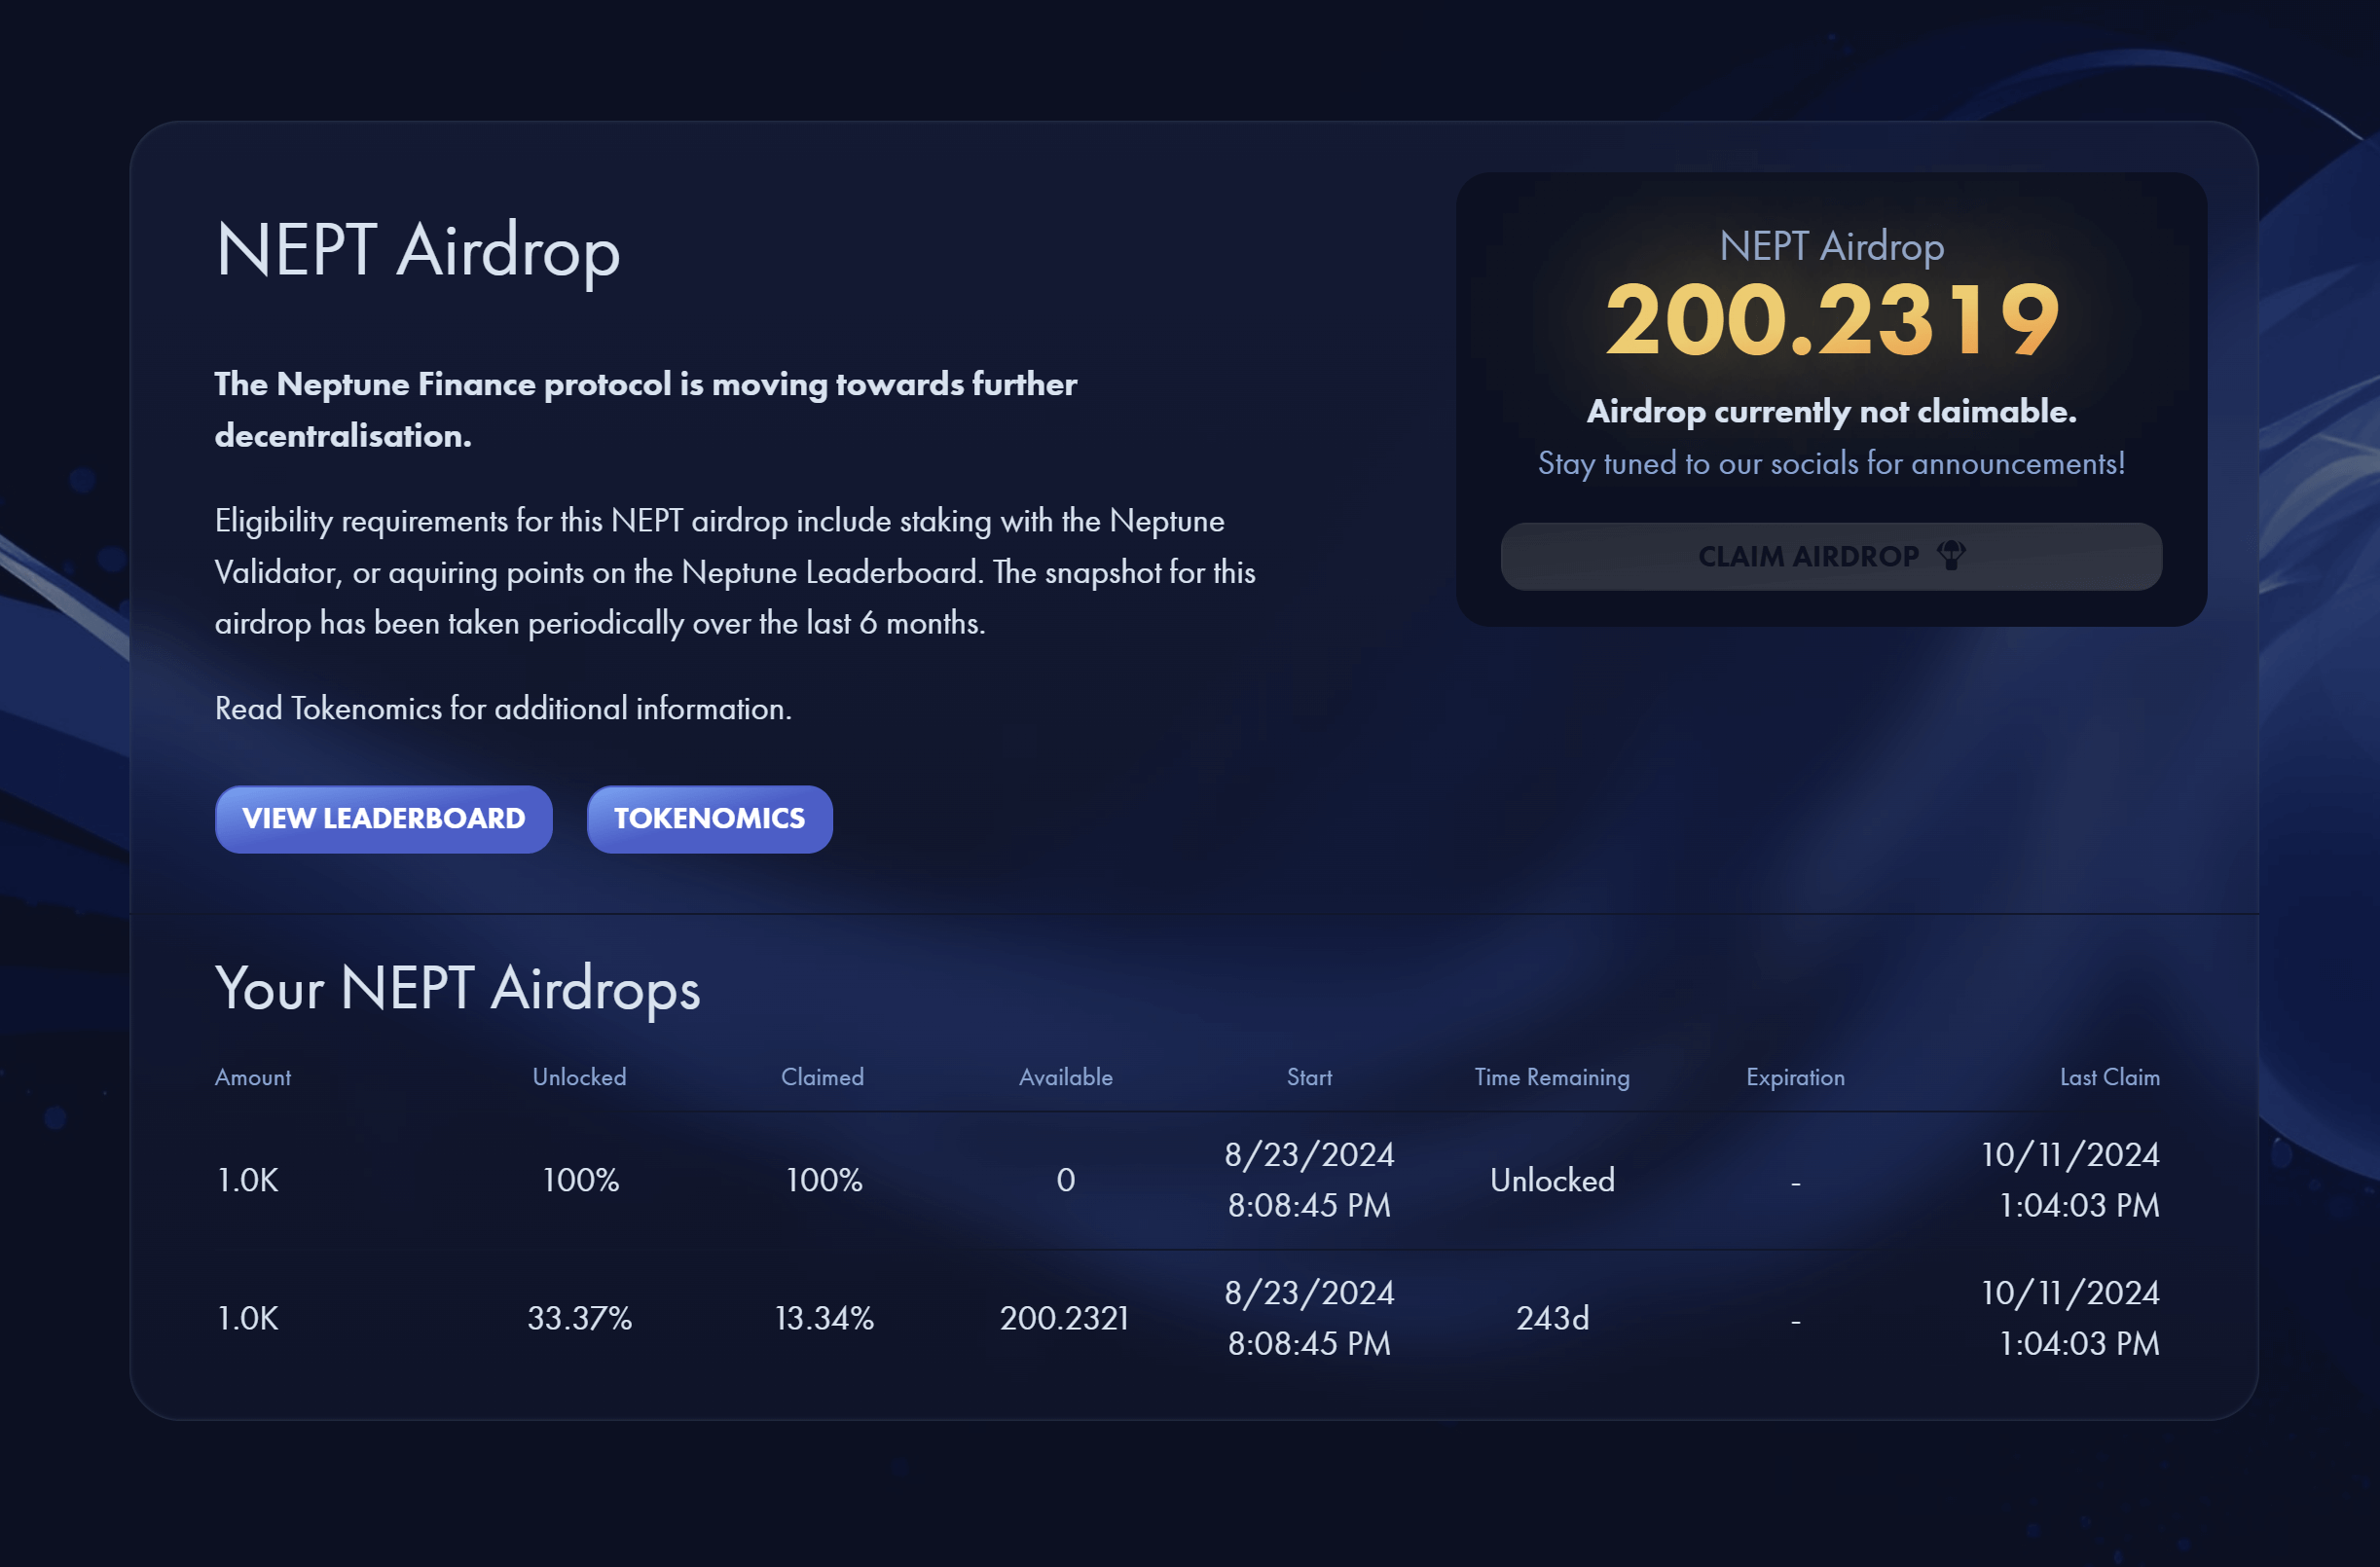 NEPT Airdrop
The Neptune Finance protocol is moving towards further
decentralisation.
Eligibility requirements for this NEPT airdrop include staking with the Neptune
Validator, or aquiring points on the Neptune Leaderboard. The snapshot for this
airdrop has been taken periodically over the last 6 months.
Read Tokenomics for additional information.
VIEW LEADERBOARD TOKENOMICS
NEPT Airdrop
200.2319
Airdrop currently not claimable.
Stay tuned to our socials for announcements!
CLAIM AIRDROP
Your NEPT Airdrops
Amount Unlocked Claimed Available Start Time Remaining Expiration Last Claim
1.0K 100% 100% 0 8/23/2024 8:08:45 PM Unlocked - 10/11/2024 1:04:03 PM
1.0K 33.37% 13.34% 200.2321 8/23/2024 8:08:45 PM 243d - 10/11/2024 1:04:03 PM